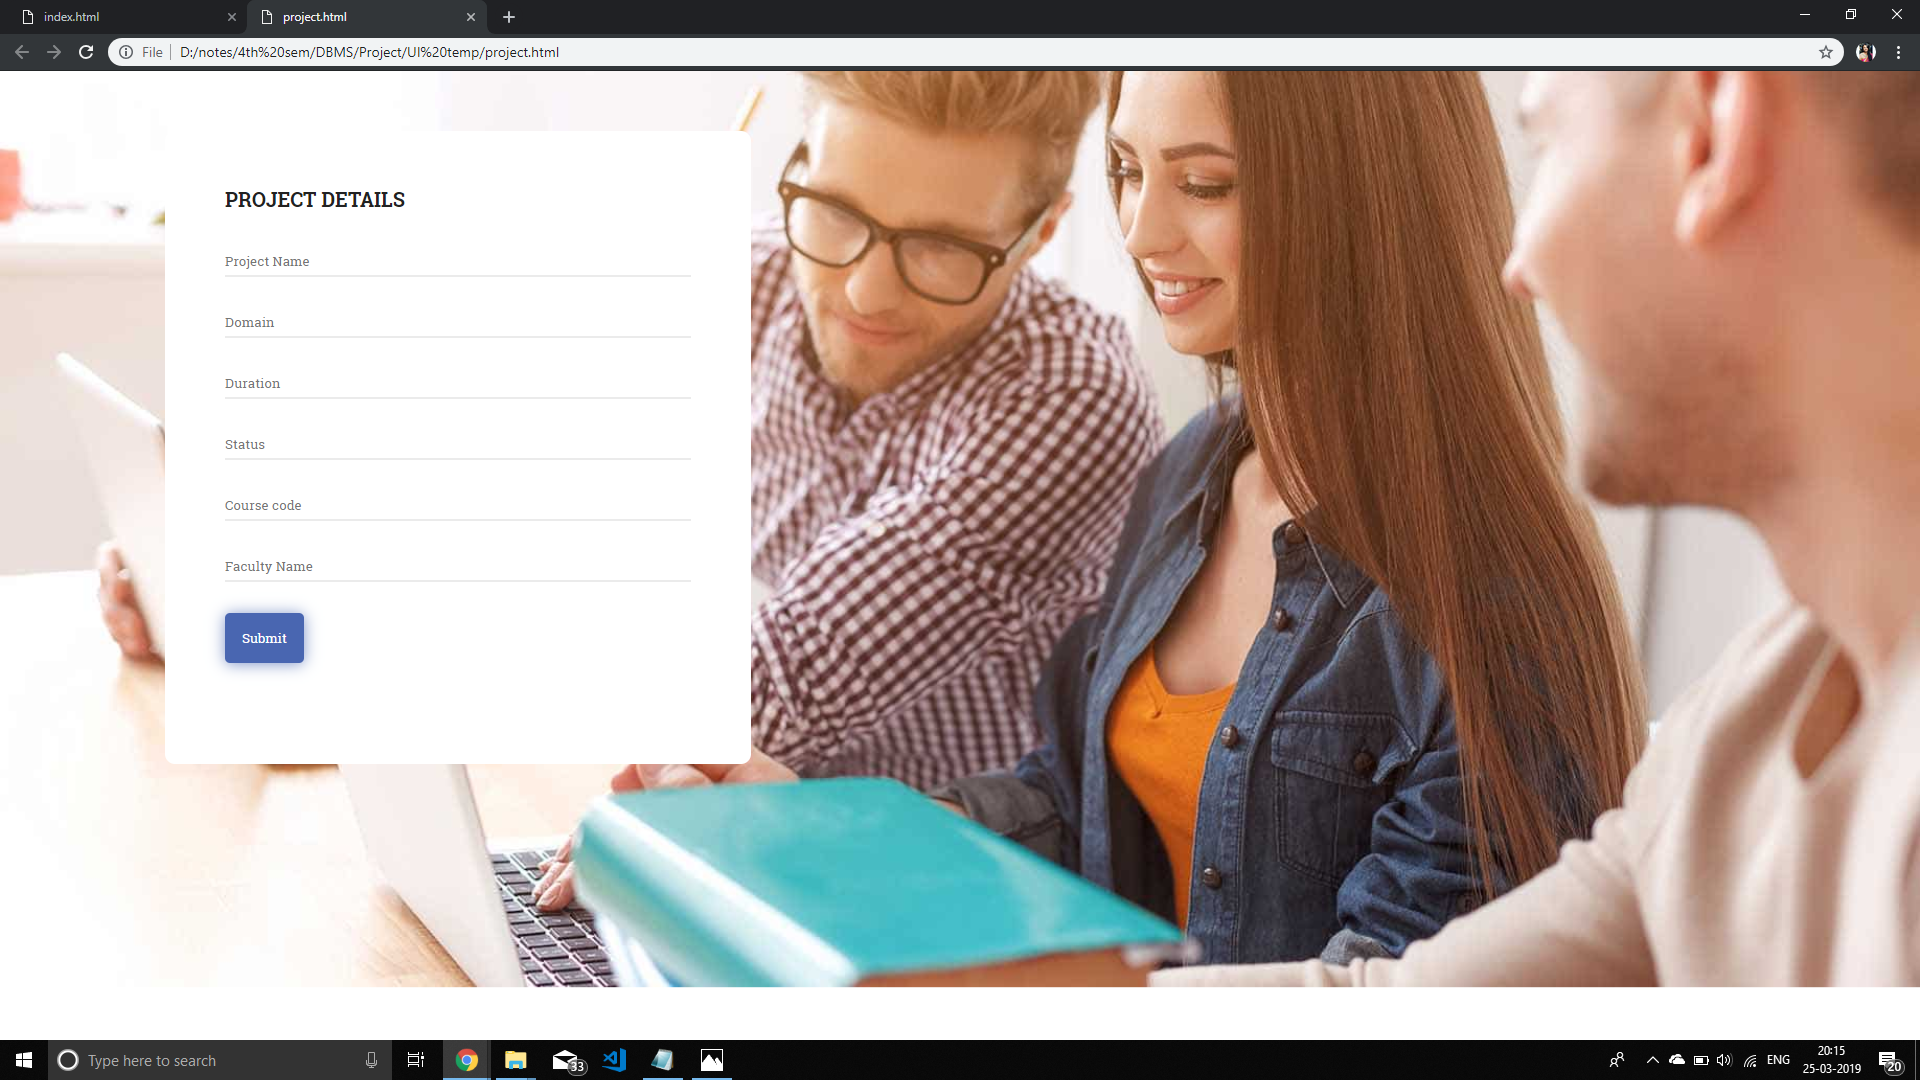 index.html
project.html
File
D:/notes/4th%20sem/DBMS/Project/UI%20temp/project.html
PROJECT DETAILS
Project Name
Domain
Duration
Status
Course code
Faculty Name
Submit
Type here to search
33
ENG
20:15
25-03-2019
20